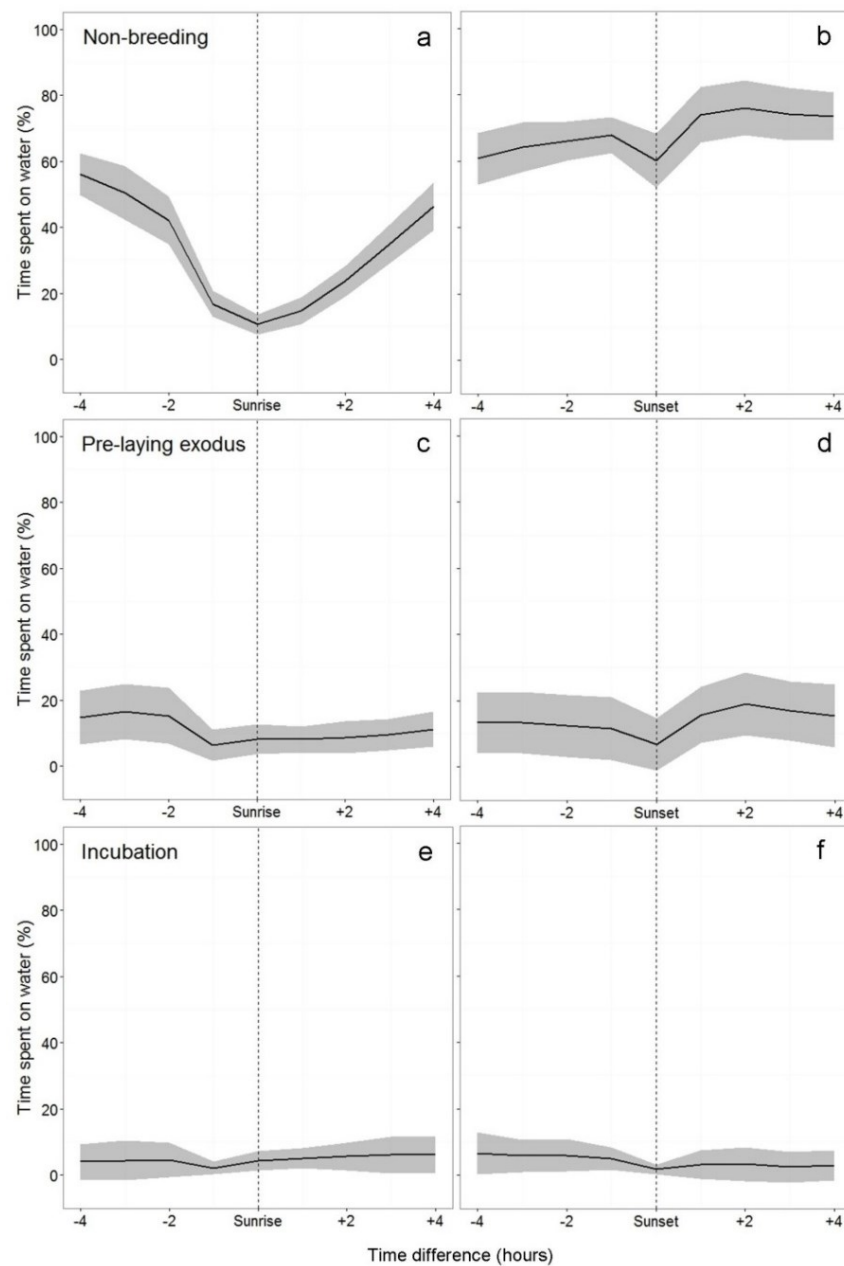 Non-breeding a b
Time spent on water (%)
100
80
60
40
20
0
-4 -2 Sunrise +2 +4 -4 -2 Sunset +2 +4
Pre-laying exodus c d
Time spent on water (%)
100
80
60
40
20
0
-4 -2 Sunrise +2 +4 -4 -2 Sunset +2 +4
Incubation e f
Time spent on water (%)
100
80
60
40
20
0
-4 -2 Sunrise +2 +4 -4 -2 Sunset +2 +4
Time difference (hours)